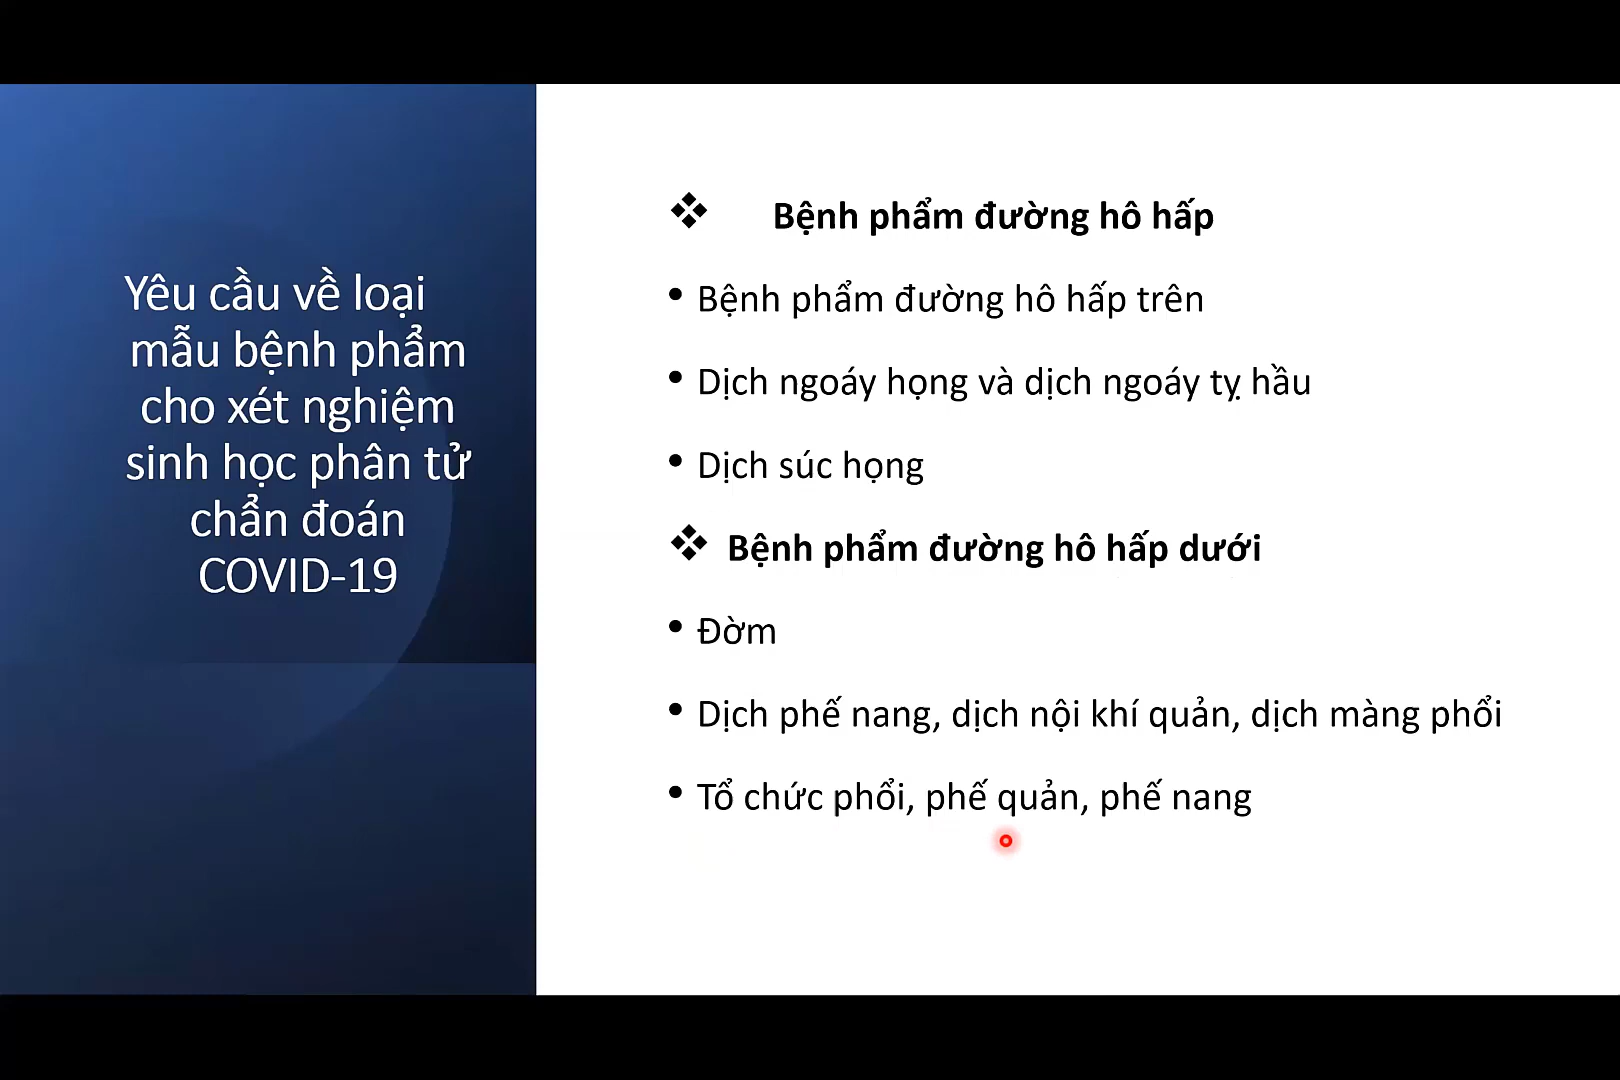 Yêu cầu về loại
mẫu bệnh phẩm
cho xét nghiệm
sinh học phân tử
chẩn đoán
COVID-19
❖ Bệnh phẩm đường hô hấp
• Bệnh phẩm đường hô hấp trên
• Dịch ngoáy họng và dịch ngoáy tỵ hầu
• Dịch súc họng
❖ Bệnh phẩm đường hô hấp dưới
• Đờm
• Dịch phế nang, dịch nội khí quản, dịch màng phổi
• Tổ chức phổi, phế quản, phế nang